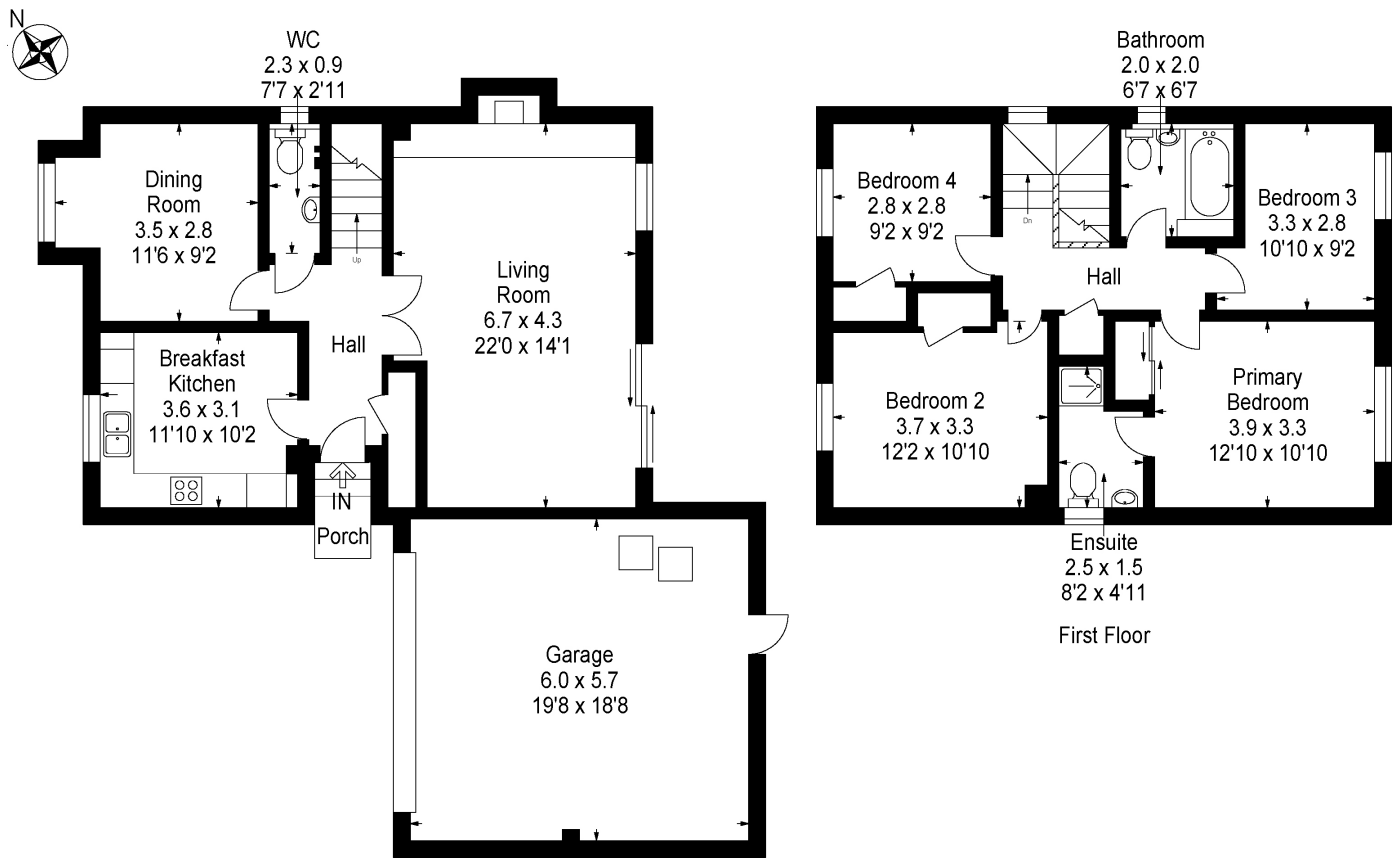 N
WC
2.3 x 0.9
7'7 x 2'11
Dining
Room
3.5 x 2.8
11'6 x 9'2
Up
Living
Room
6.7 x 4.3
22'0 x 14'1
Hall
Breakfast
Kitchen
3.6 x 3.1
11'10 x 10'2
IN
Porch
Garage
6.0 x 5.7
19'8 x 18'8
Bathroom
2.0 x 2.0
6'7 x 6'7
Bedroom 4
2.8 x 2.8
9'2 x 9'2
Dn
Bedroom 3
3.3 x 2.8
10'10 x 9'2
Hall
Bedroom 2
3.7 x 3.3
12'2 x 10'10
Primary
Bedroom
3.9 x 3.3
12'10 x 10'10
Ensuite
2.5 x 1.5
8'2 x 4'11
First Floor